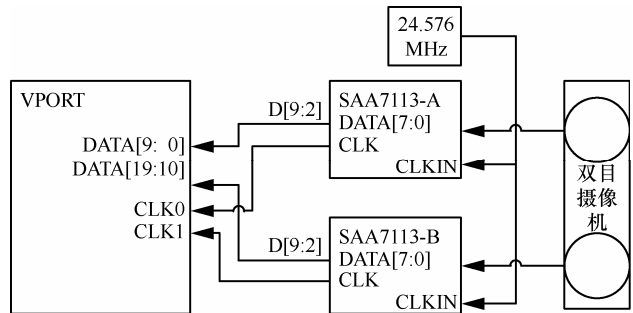 24.576
MHz
VPORT
DATA[9: 0]
DATA[19:10]
CLK0
CLK1
D[9:2]
SAA7113-A
DATA[7:0]
CLK
CLKIN
D[9:2]
SAA7113-B
DATA[7:0]
CLK
CLKIN
双目
摄像
机